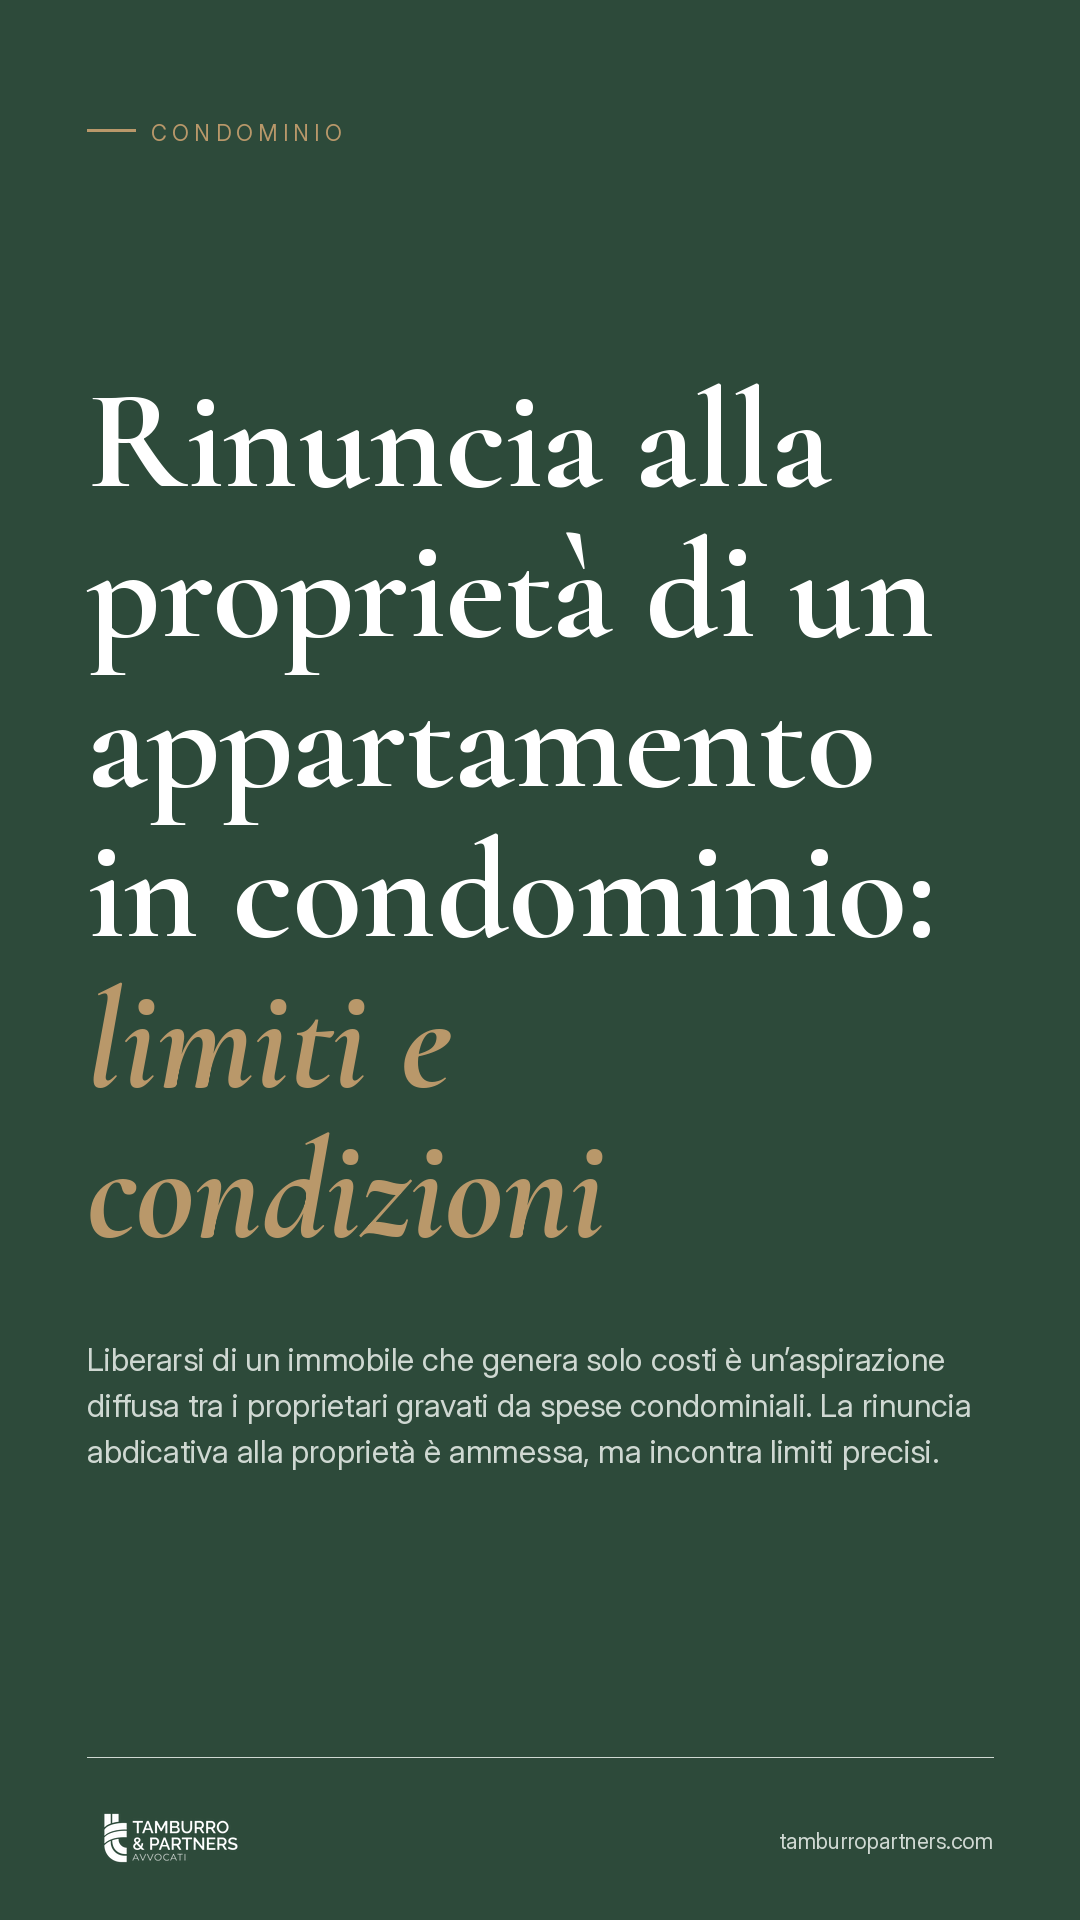 CONDOMINIO
Rinuncia alla
proprietà di un
appartamento
in condominio:
limiti e
condizioni
Liberarsi di un immobile che genera solo costi è un’aspirazione
diffusa tra i proprietari gravati da spese condominiali. La rinuncia
abdicativa alla proprietà è ammessa, ma incontra limiti precisi.
TAMBURRO
& PARTNERS
AVVOCATI
tamburropartners.com